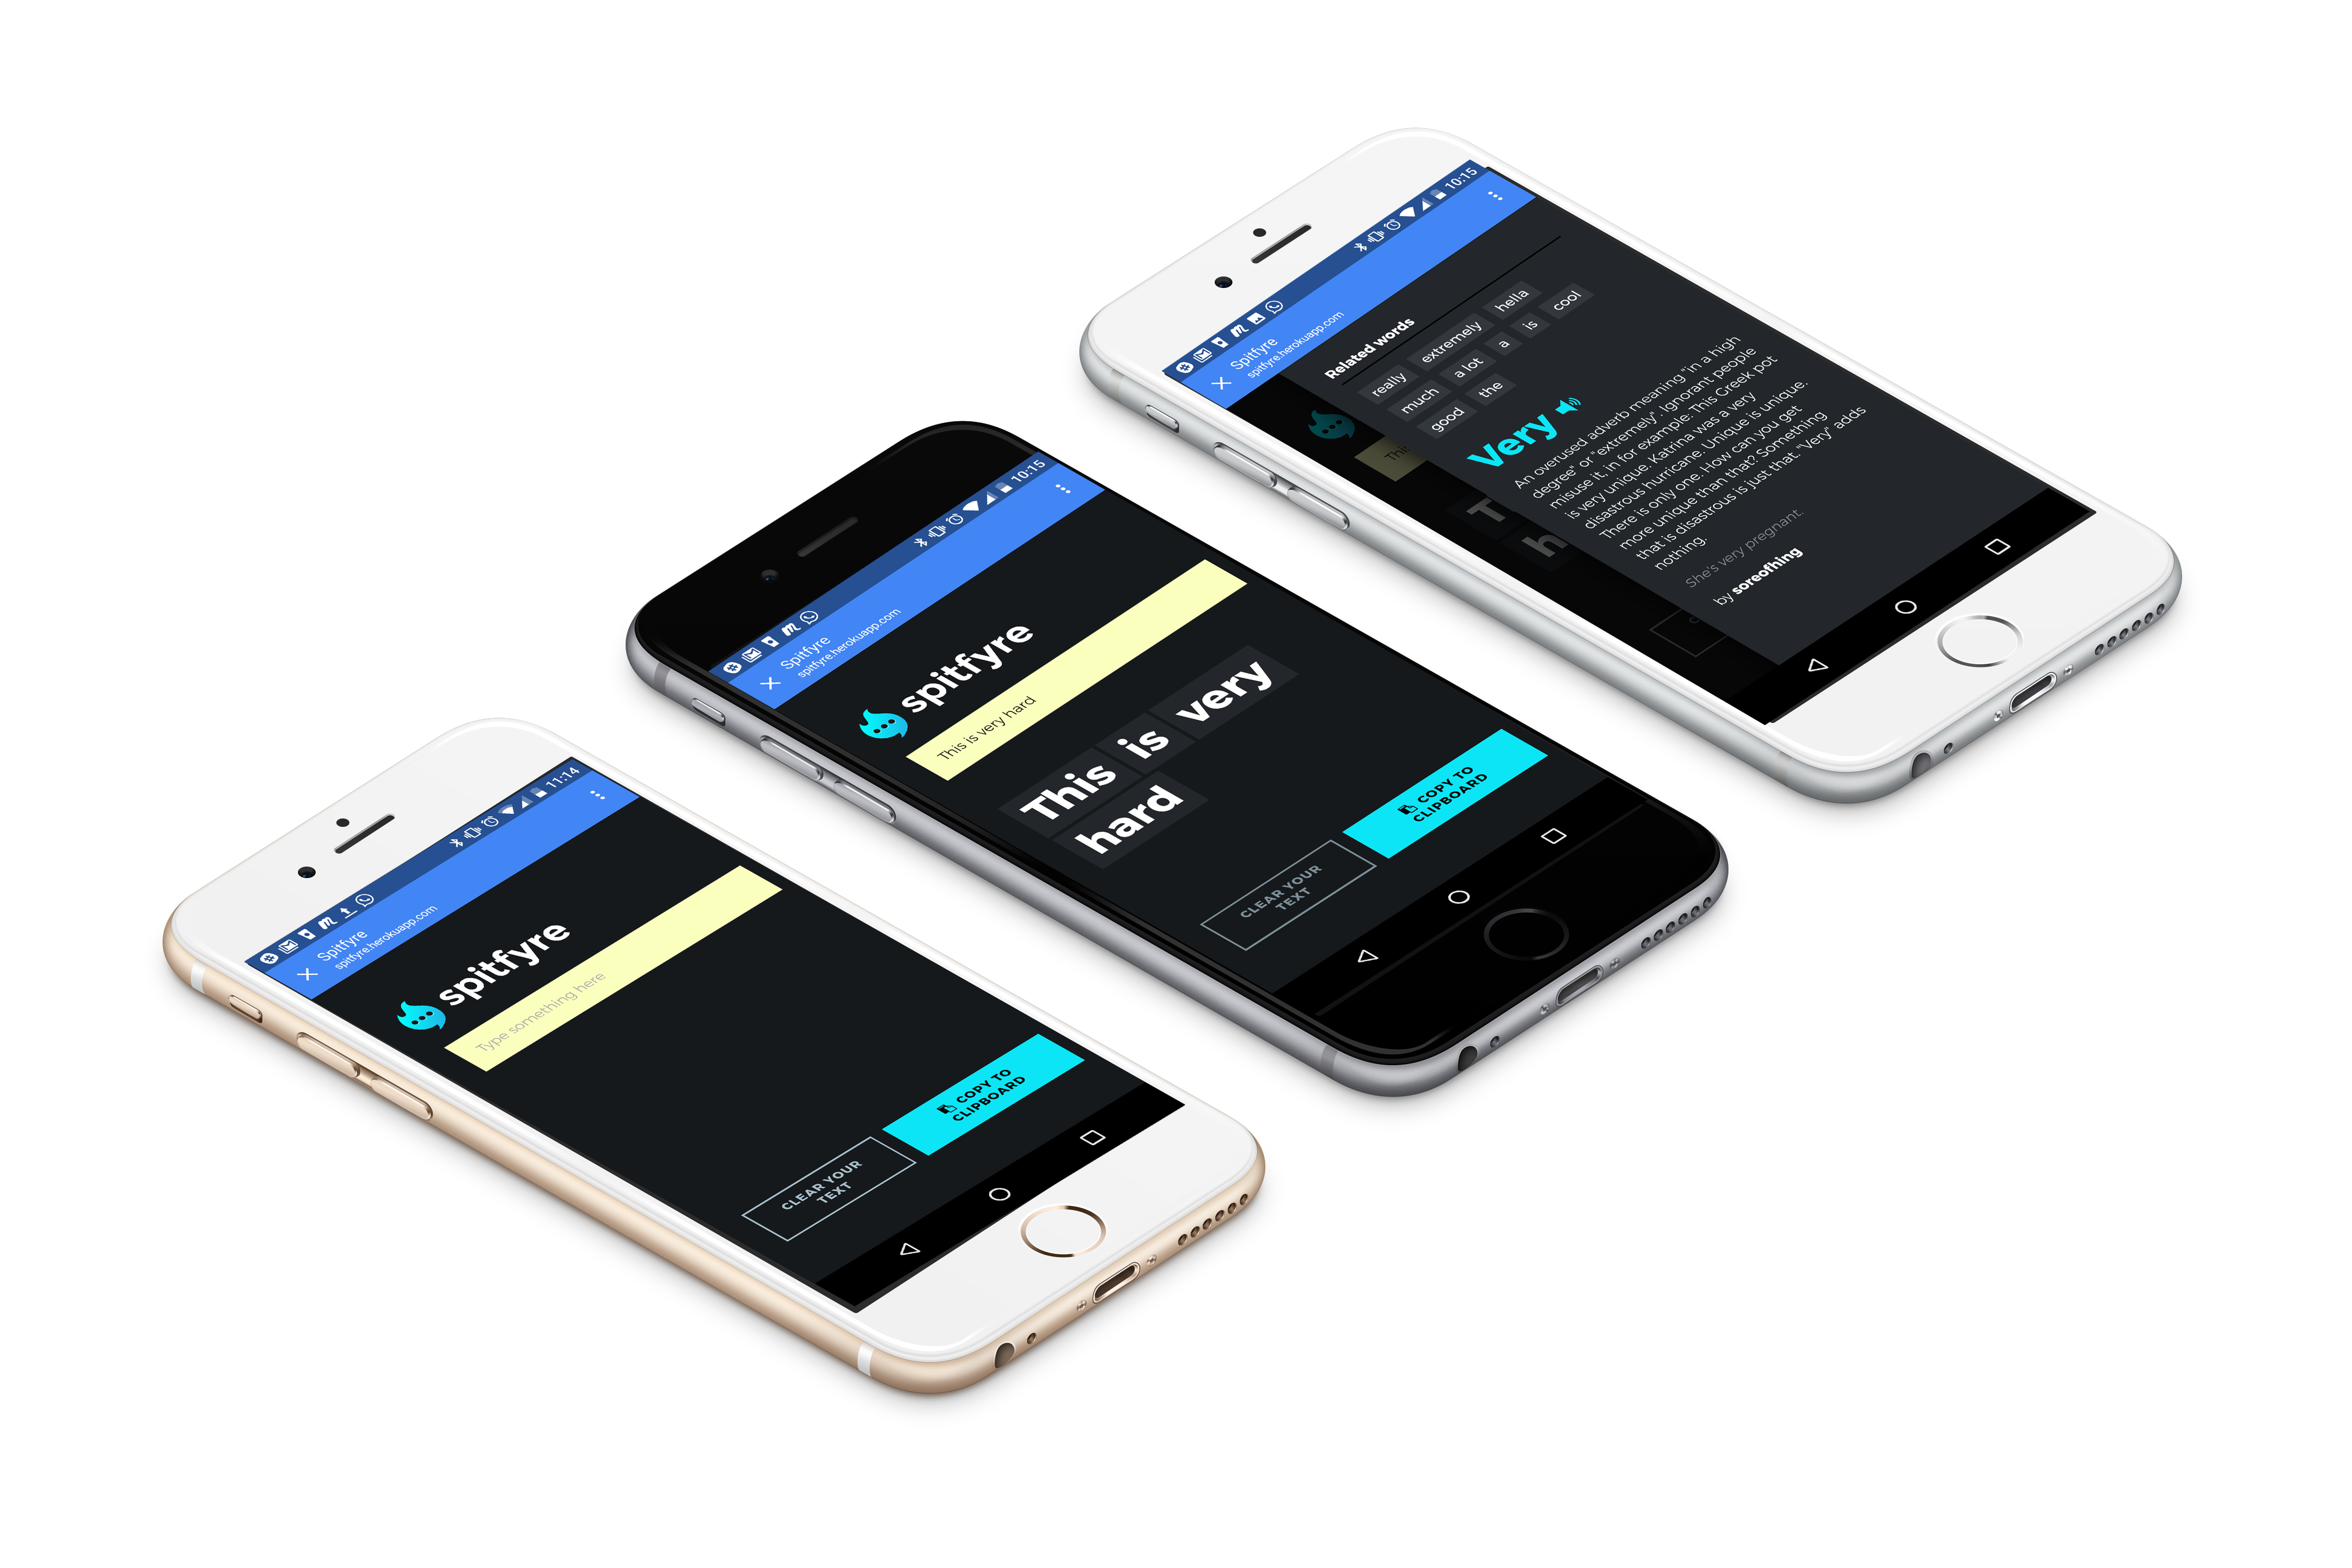 11:14
Spitfyre
spitfyre.herokuapp.com
spitfyre
Type something here
CLEAR YOUR
TEXT
COPY TO
CLIPBOARD
10:15
Spitfyre
spitfyre.herokuapp.com
spitfyre
This is very hard
This is very
hard
CLEAR YOUR
TEXT
COPY TO
CLIPBOARD
10:15
Spitfyre
spitfyre.herokuapp.com
Related words
really extremely hella
much a lot a is cool
good the
Very
An overused adverb meaning "in a high
degree" or "extremely". Ignorant people
misuse it, in for example: This Greek pot
is very unique. Katrina was a very
disastrous hurricane. Unique is unique.
There is only one. How can you get
more unique than that? Something
that is disastrous is just that. "Very" adds
nothing.
She's very pregnant.
by soreofhing
Thi
T
h